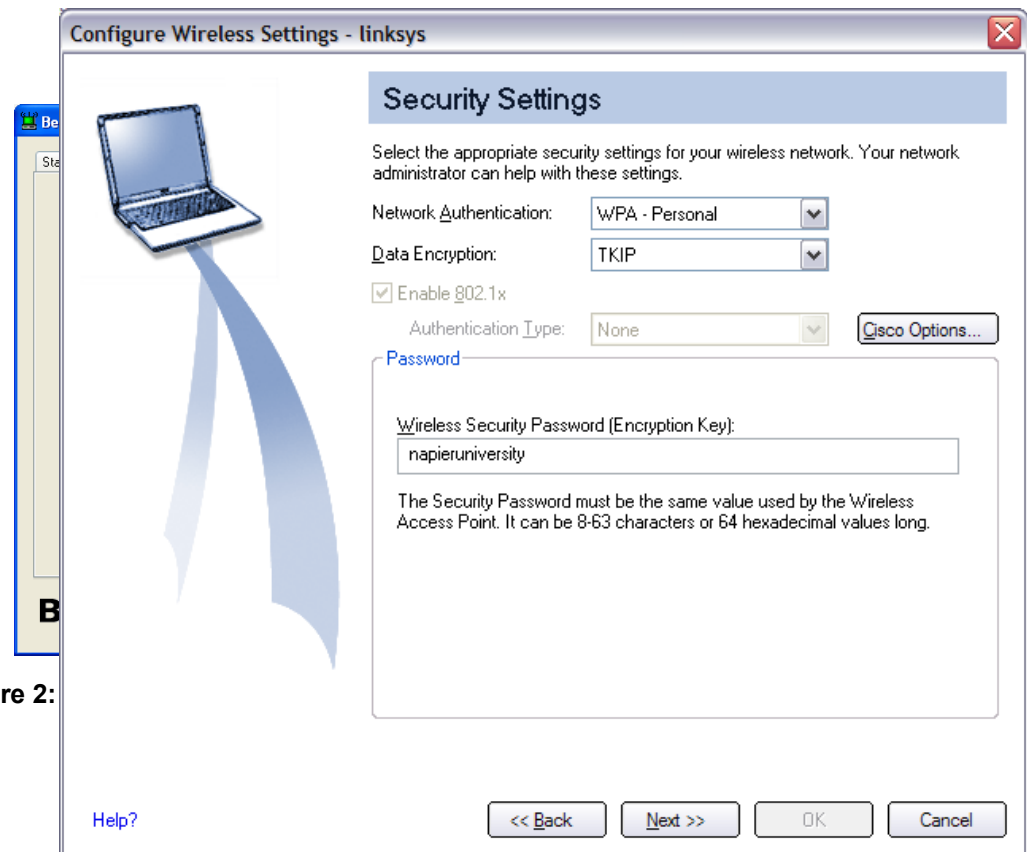 Configure Wireless Settings - linksys
Be
Sta
Security Settings
Select the appropriate security settings for your wireless network. Your network
administrator can help with these settings.
Network Authentication: WPA - Personal
Data Encryption: TKIP
Enable 802.1x
Authentication Type: None Cisco Options...
Password
Wireless Security Password (Encryption Key):
napieruniversity
The Security Password must be the same value used by the Wireless
Access Point. It can be 8-63 characters or 64 hexadecimal values long.
B
re 2:
Help? << Back Next >> OK Cancel